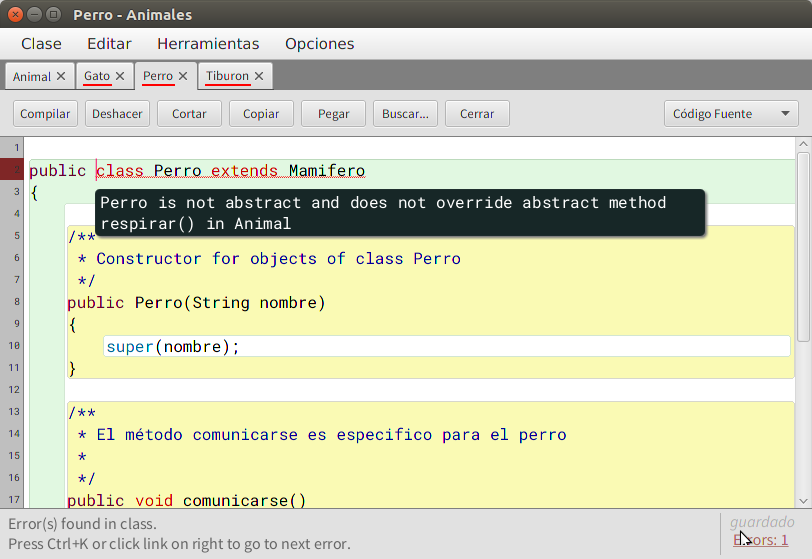 Perro - Animales
Clase Editar Herramientas Opciones
Animal Gato Perro Tiburon
Compilar Deshacer Cortar Copiar Pegar Buscar... Cerrar Código Fuente
1
2 public class Perro extends Mamifero
3 {
Perro is not abstract and does not override abstract method
respirar() in Animal
4
5 /**
6 * Constructor for objects of class Perro
7 */
8 public Perro(String nombre)
9 {
10 super(nombre);
11 }
12
13 /**
14 * El método comunicarse es especifico para el perro
15 *
16 */
17 public void comunicarse()
Error(s) found in class.
Press Ctrl+K or click link on right to go to next error.
guardado
Errors: 1